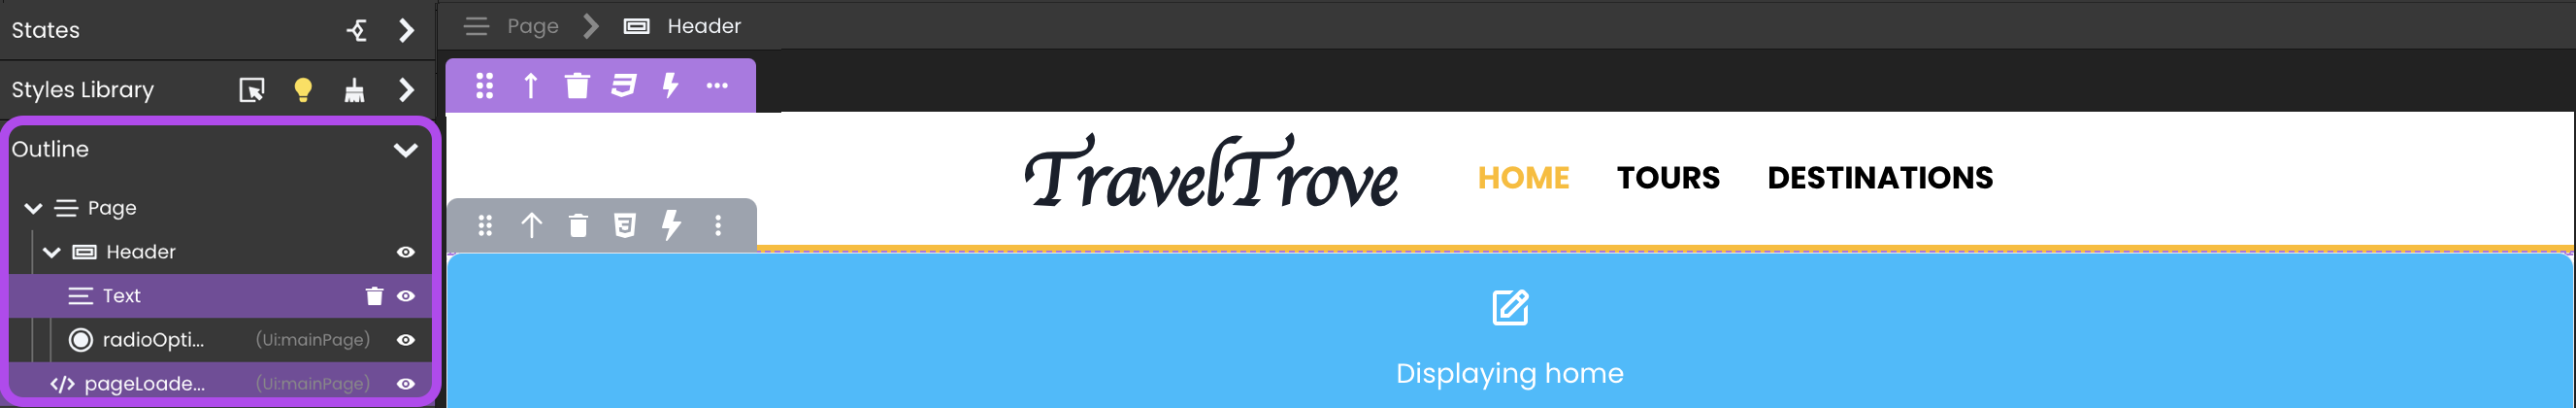 States
Styles Library
Outline
Page
Header
Text
radioOpti... (Ui:mainPage)
pageLoade... (Ui:mainPage)
Page Header
TravelTrove HOME TOURS DESTINATIONS
Displaying home